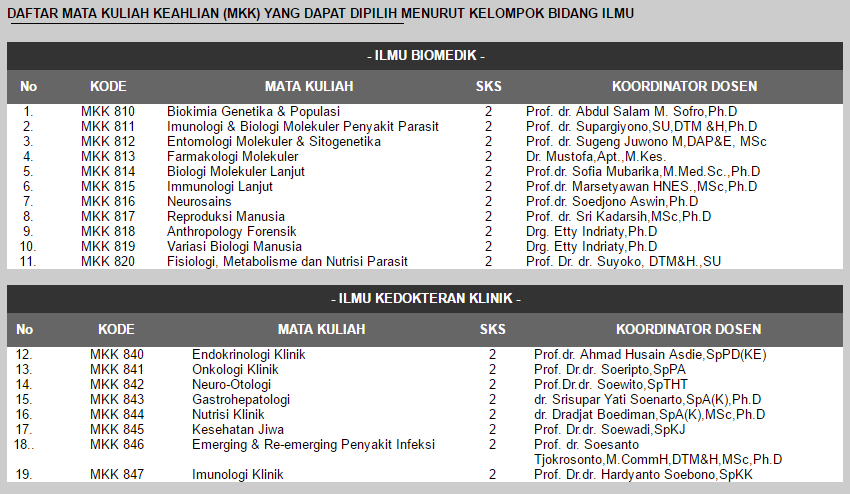 DAFTAR MATA KULIAH KEAHLIAN (MKK) YANG DAPAT DIPILIH MENURUT KELOMPOK BIDANG ILMU
- ILMU BIOMEDIK -
No KODE MATA KULIAH SKS KOORDINATOR DOSEN
1. MKK 810 Biokimia Genetika & Populasi 2 Prof. dr. Abdul Salam M. Sofro,Ph.D
2. MKK 811 Imunologi & Biologi Molekuler Penyakit Parasit 2 Prof. dr. Supargiyono,SU,DTM &H,Ph.D
3. MKK 812 Entomologi Molekuler & Sitogenetika 2 Prof. dr. Sugeng Juwono M,DAP&E, MSc
4. MKK 813 Farmakologi Molekuler 2 Dr. Mustofa,Apt.,M.Kes.
5. MKK 814 Biologi Molekuler Lanjut 2 Prof.dr. Sofia Mubarika,M.Med.Sc.,Ph.D
6. MKK 815 Immunologi Lanjut 2 Prof.dr. Marsetyawan HNES.,MSc,Ph.D
7. MKK 816 Neurosains 2 Prof.dr. Soedjono Aswin,Ph.D
8. MKK 817 Reproduksi Manusia 2 Prof. dr. Sri Kadarsih,MSc,Ph.D
9. MKK 818 Anthropology Forensik 2 Drg. Etty Indriaty,Ph.D
10. MKK 819 Variasi Biologi Manusia 2 Drg. Etty Indriaty,Ph.D
11. MKK 820 Fisiologi, Metabolisme dan Nutrisi Parasit 2 Prof. Dr. dr. Suyoko, DTM&H.,SU
- ILMU KEDOKTERAN KLINIK -
No KODE MATA KULIAH SKS KOORDINATOR DOSEN
12. MKK 840 Endokrinologi Klinik 2 Prof.dr. Ahmad Husain Asdie,SpPD(KE)
13. MKK 841 Onkologi Klinik 2 Prof. Dr.dr. Soeripto,SpPA
14. MKK 842 Neuro-Otologi 2 Prof.Dr.dr. Soewito,SpTHT
15. MKK 843 Gastrohepatologi 2 dr. Srisupar Yati Soenarto,SpA(K),Ph.D
16. MKK 844 Nutrisi Klinik 2 dr. Dradjat Boediman,SpA(K),MSc,Ph.D
17. MKK 845 Kesehatan Jiwa 2 Prof. Dr.dr. Soewadi,SpKJ
18.. MKK 846 Emerging & Re-emerging Penyakit Infeksi 2 Prof. dr. Soesanto
Tjokrosonto,M.CommH,DTM&H,MSc,Ph.D
19. MKK 847 Imunologi Klinik 2 Prof. Dr.dr. Hardyanto Soebono,SpKK